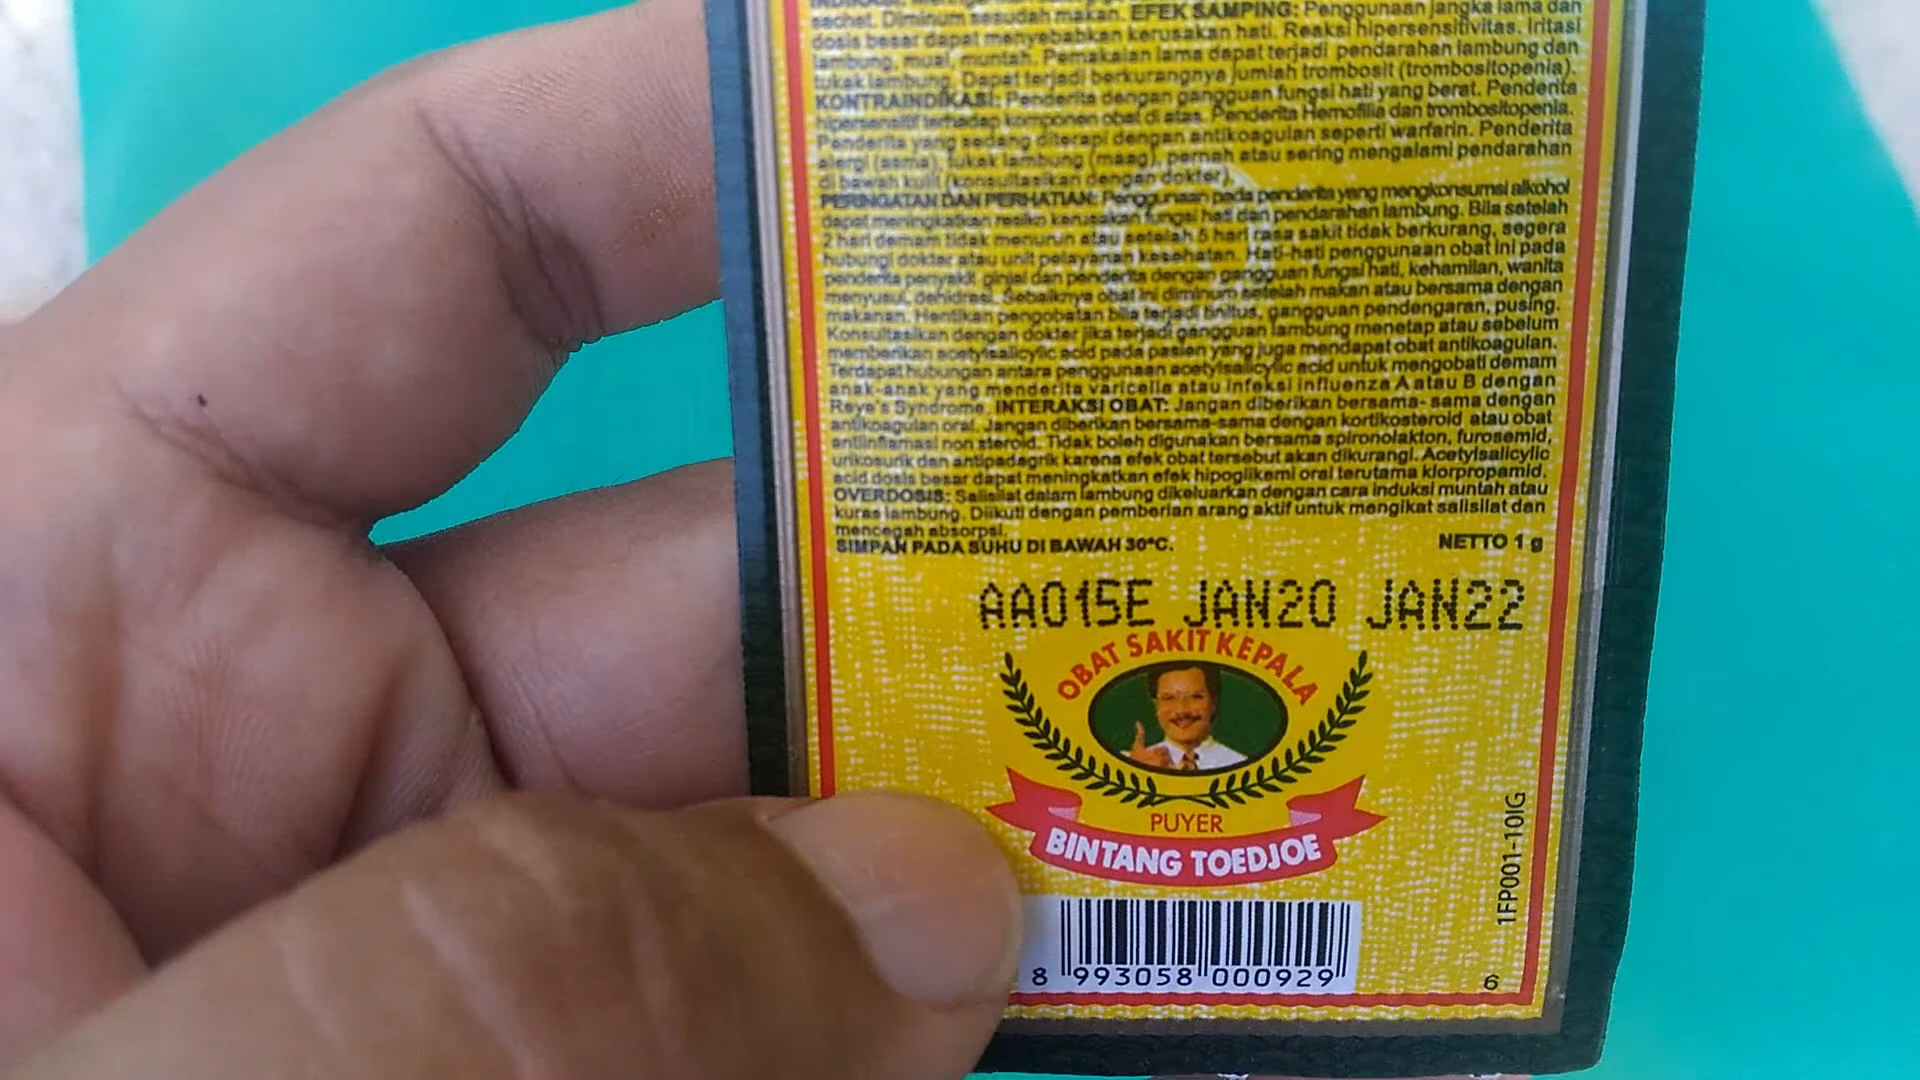 sachet. Diminum sesudah makan. EFEK SAMPING: Penggunaan jangka lama dan
dosis besar dapat menyebabkan kerusakan hati. Reaksi hipersensitivitas. Iritasi
lambung, mual, muntah. Pemakaian lama dapat terjadi pendarahan lambung dan
tukak lambung. Dapat terjadi berkurangnya jumlah trombosit (trombositopenia).
KONTRAINDIKASI: Penderita dengan gangguan fungsi hati yang berat. Penderita
hipersensitif terhadap komponen obat di atas. Penderita Hemofilia dan trombositopenia.
Penderita yang sedang diterapi dengan antikoagulan seperti warfarin. Penderita
alergi (asma), tukak lambung (maag), pernah atau sering mengalami pendarahan
di bawah kulit (konsultasikan dengan dokter)
PERINGATAN DAN PERHATIAN: Penggunaan pada penderita yang mengkonsumsi alkohol
dapat meningkatkan resiko kerusakan fungsi hati dan pendarahan lambung. Bila setelah
2 hari demam tidak menurun atau setelah 5 hari rasa sakit tidak berkurang, segera
hubungi dokter atau unit pelayanan kesehatan. Hati-hati penggunaan obat ini pada
penderita penyakit ginjal dan penderita dengan gangguan fungsi hati, kehamilan, wanita
menyusui, dehidrasi. Sebaiknya obat ini diminum setelah makan atau bersama dengan
makanan. Hentikan pengobatan bila terjadi tinitus, gangguan pendengaran, pusing.
Konsultasikan dengan dokter jika terjadi gangguan lambung menetap atau sebelum
memberikan acetylsalicylic acid pada pasien yang juga mendapat obat antikoagulan.
Terdapat hubungan antara penggunaan acetylsalicylic acid untuk mengobati demam
anak-anak yang menderita varicella atau infeksi influenza A atau B dengan
Reye's Syndrome. INTERAKSI OBAT: Jangan diberikan bersama- sama dengan
antikoagulan oral. Jangan diberikan bersama-sama dengan kortikosteroid atau obat
antiinflamasi non steroid. Tidak boleh digunakan bersama spironolakton, furosemid,
urikosurik dan antipadagrik karena efek obat tersebut akan dikurangi. Acetylsalicylic
acid dosis besar dapat meningkatkan efek hipoglikemi oral terutama klorpropamid.
OVERDOSIS: Salisilat dalam lambung dikeluarkan dengan cara induksi muntah atau
kuras lambung. Diikuti dengan pemberian arang aktif untuk mengikat salisilat dan
mencegah absorpsi.
SIMPAN PADA SUHU DI BAWAH 30°C. NETTO 1 g
AA015E JAN20 JAN22
OBAT SAKIT KEPALA
PUYER
BINTANG TOEDJOE
1FP001-10IG
8 993058 000929
6